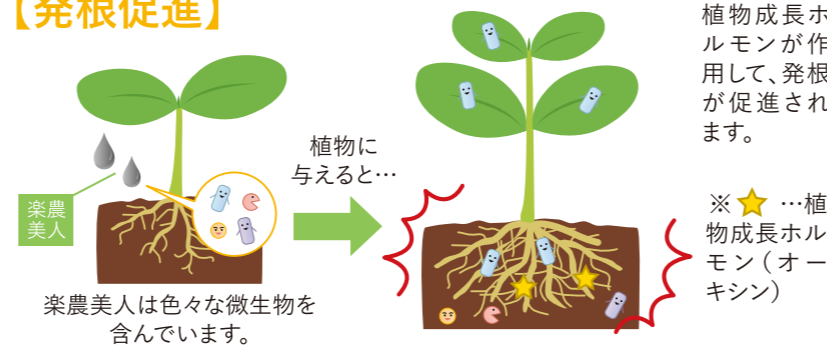 【発根促進】
楽農
美人
楽農美人は色々な微生物を
含んでいます。
植物に
与えると…
植物成長ホ
ルモンが作
用して、発根
が促進され
ます。
※ …植
物成長ホル
モン（オー
キシン）